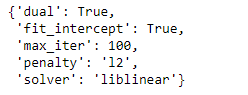 {'dual': True,
 'fit_intercept': True,
 'max_iter': 100,
 'penalty': 'l2',
 'solver': 'liblinear'}